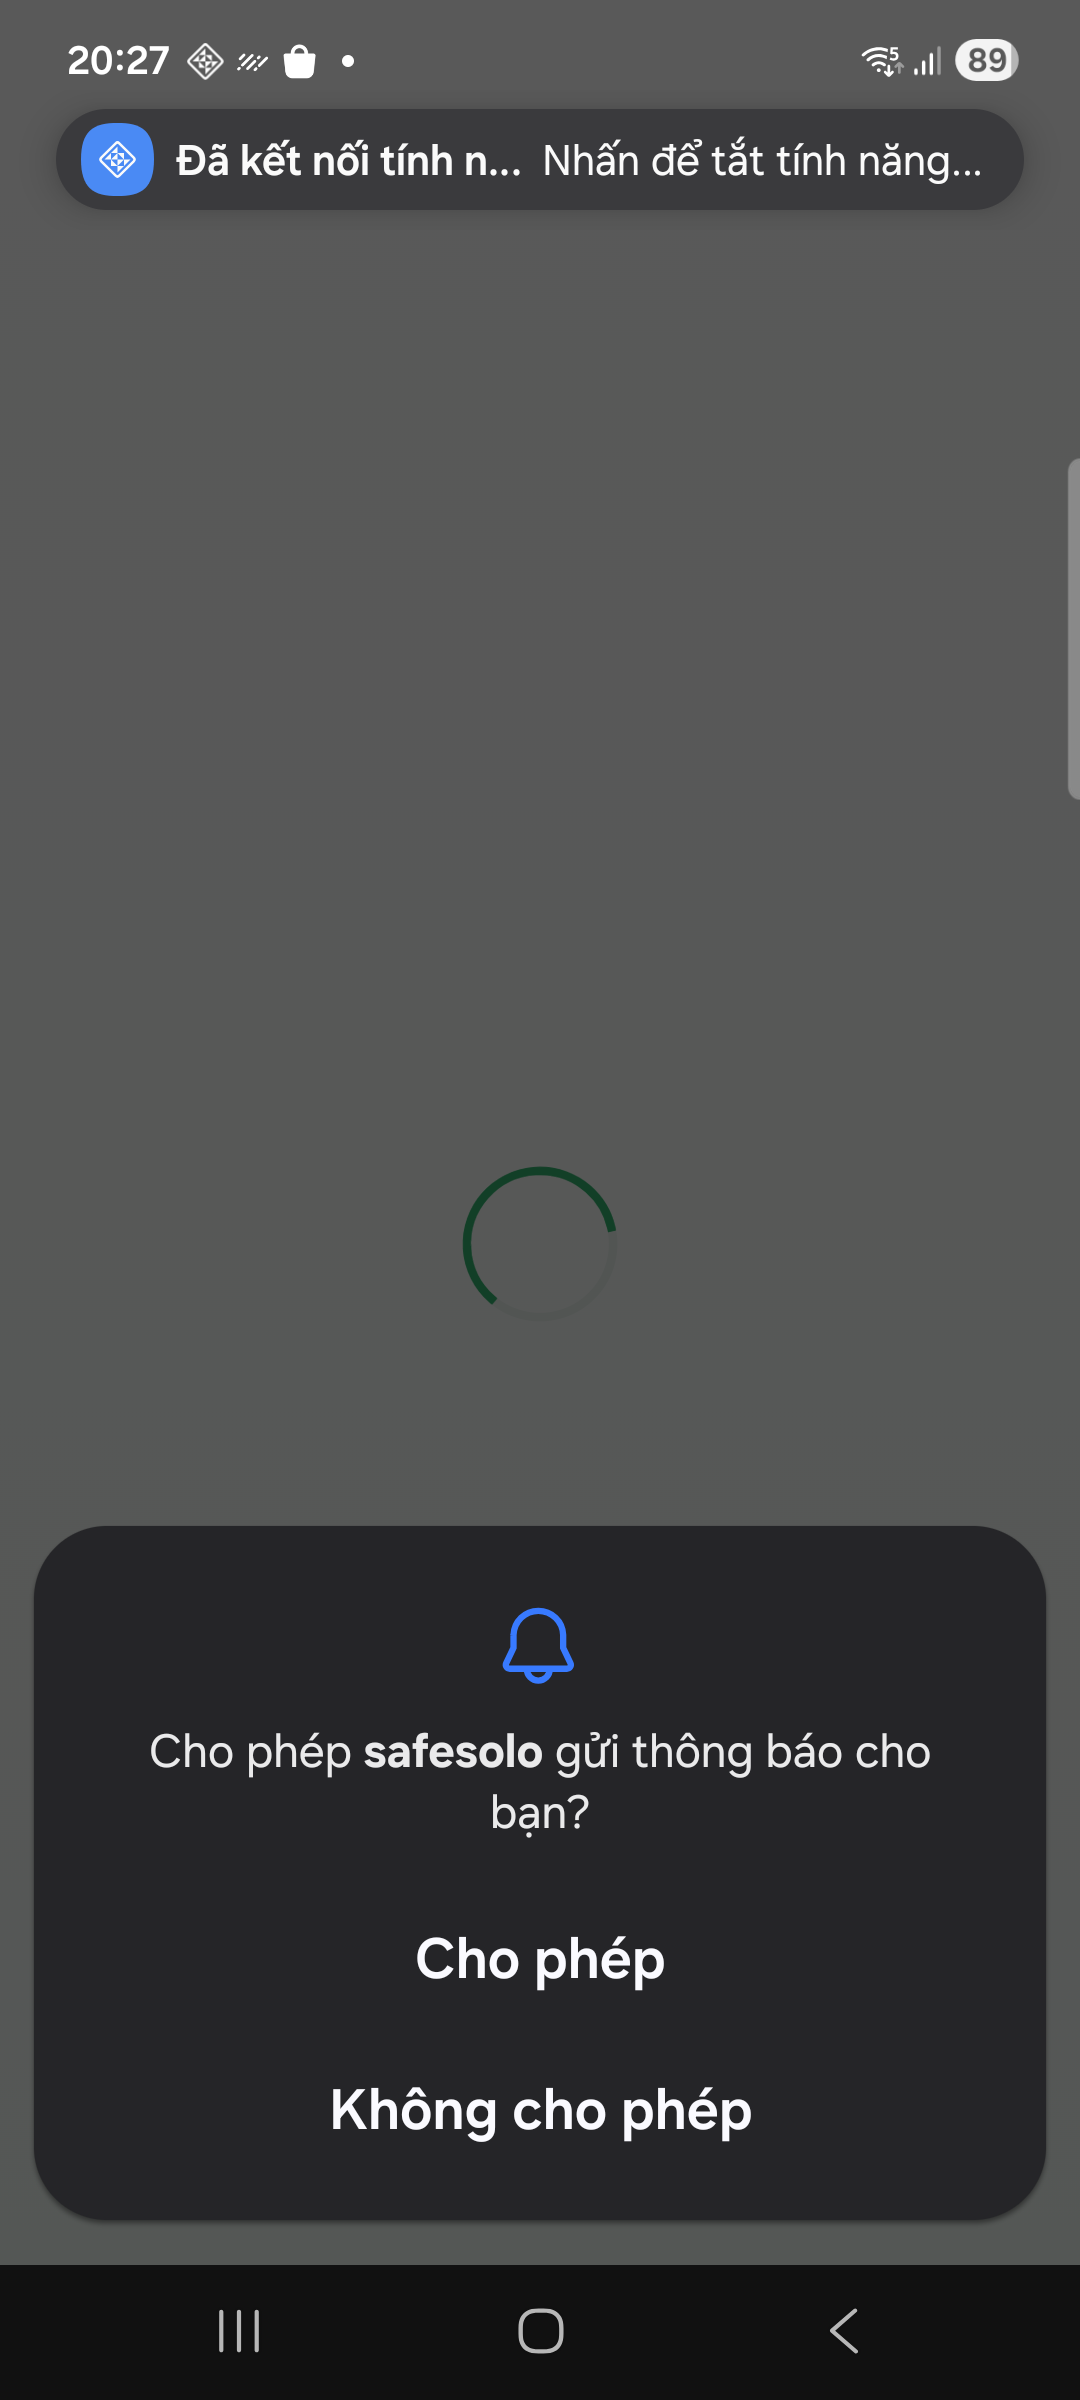 20:27
5
89
Đã kết nối tính n... Nhấn để tắt tính năng...
Cho phép safesolo gửi thông báo cho
bạn?
Cho phép
Không cho phép